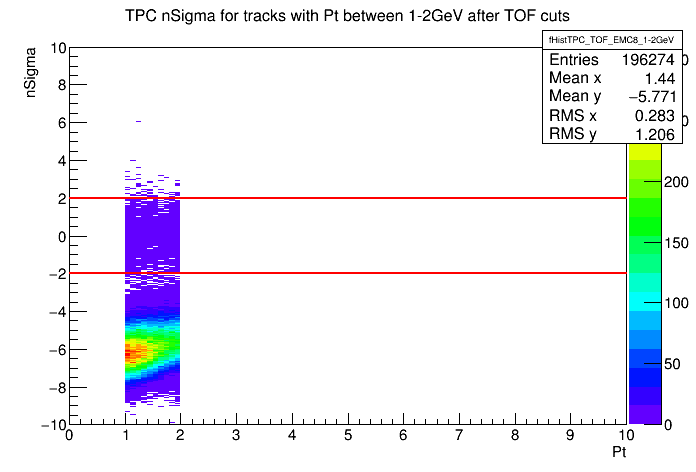 TPC nSigma for tracks with Pt between 1-2GeV after TOF cuts
fHistTPC_TOF_EMC8_1-2GeV
Entries 196274
Mean x 1.44
Mean y −5.771
RMS x 0.283
RMS y 1.206
nSigma
10
8
6
4
2
0
−2
−4
−6
−8
−10
0 1 2 3 4 5 6 7 8 9 10
Pt
200
150
100
50
0